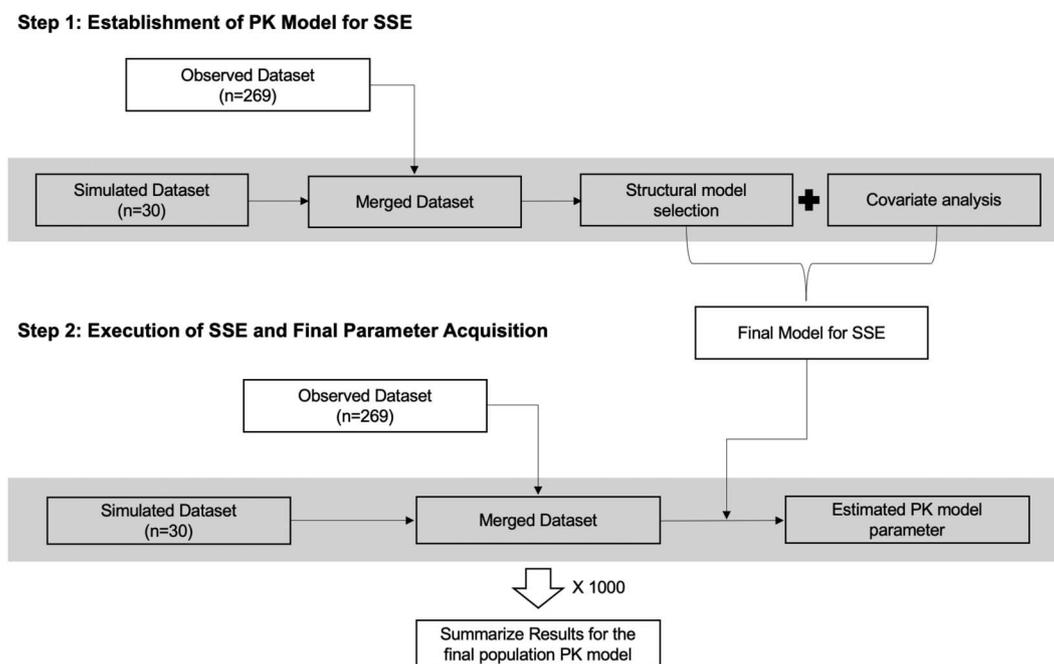 Step 1: Establishment of PK Model for SSE
Observed Dataset
(n=269)
Simulated Dataset
(n=30)
Merged Dataset
Structural model
selection
Covariate analysis
Final Model for SSE
Step 2: Execution of SSE and Final Parameter Acquisition
Observed Dataset
(n=269)
Simulated Dataset
(n=30)
Merged Dataset
Estimated PK model
parameter
X 1000
Summarize Results for the
final population PK model